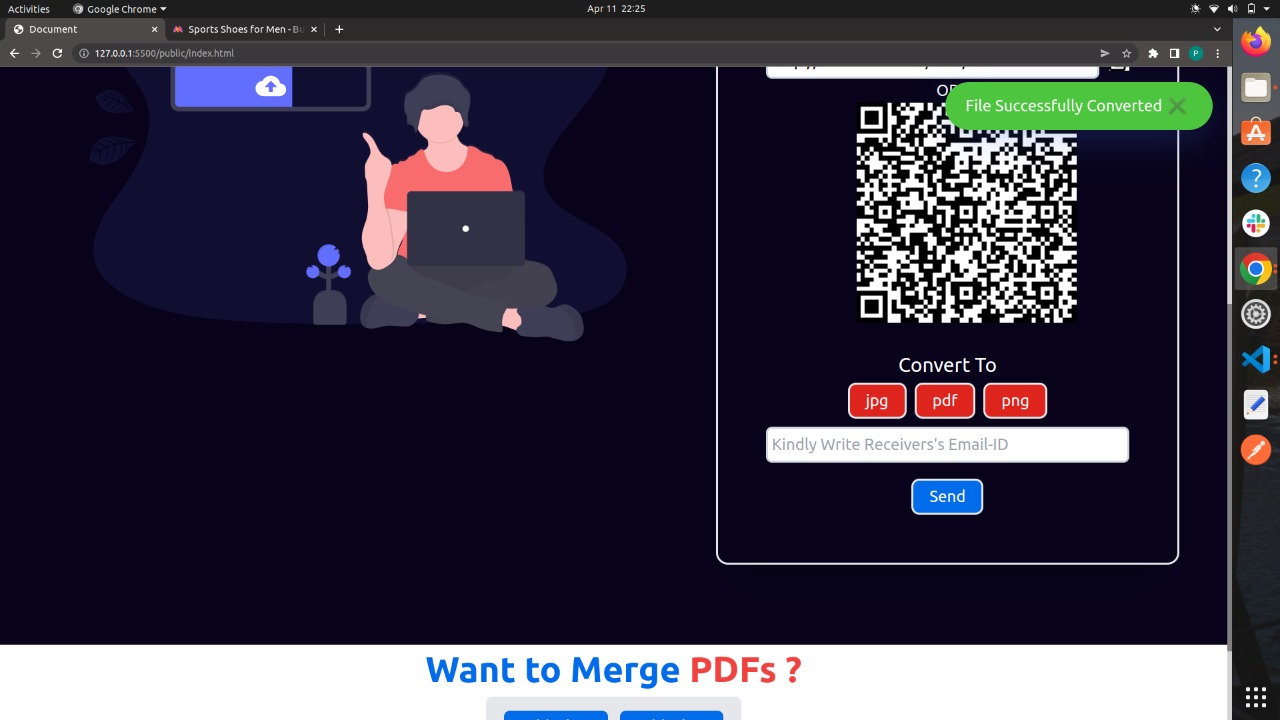 Activities
Google Chrome
Apr 11 22:25
Document
Sports Shoes for Men - Bu
127.0.0.1:5500/public/index.html
P
File Successfully Converted
Convert To
jpg
pdf
png
Kindly Write Receivers's Email-ID
Send
Want to Merge PDFs ?